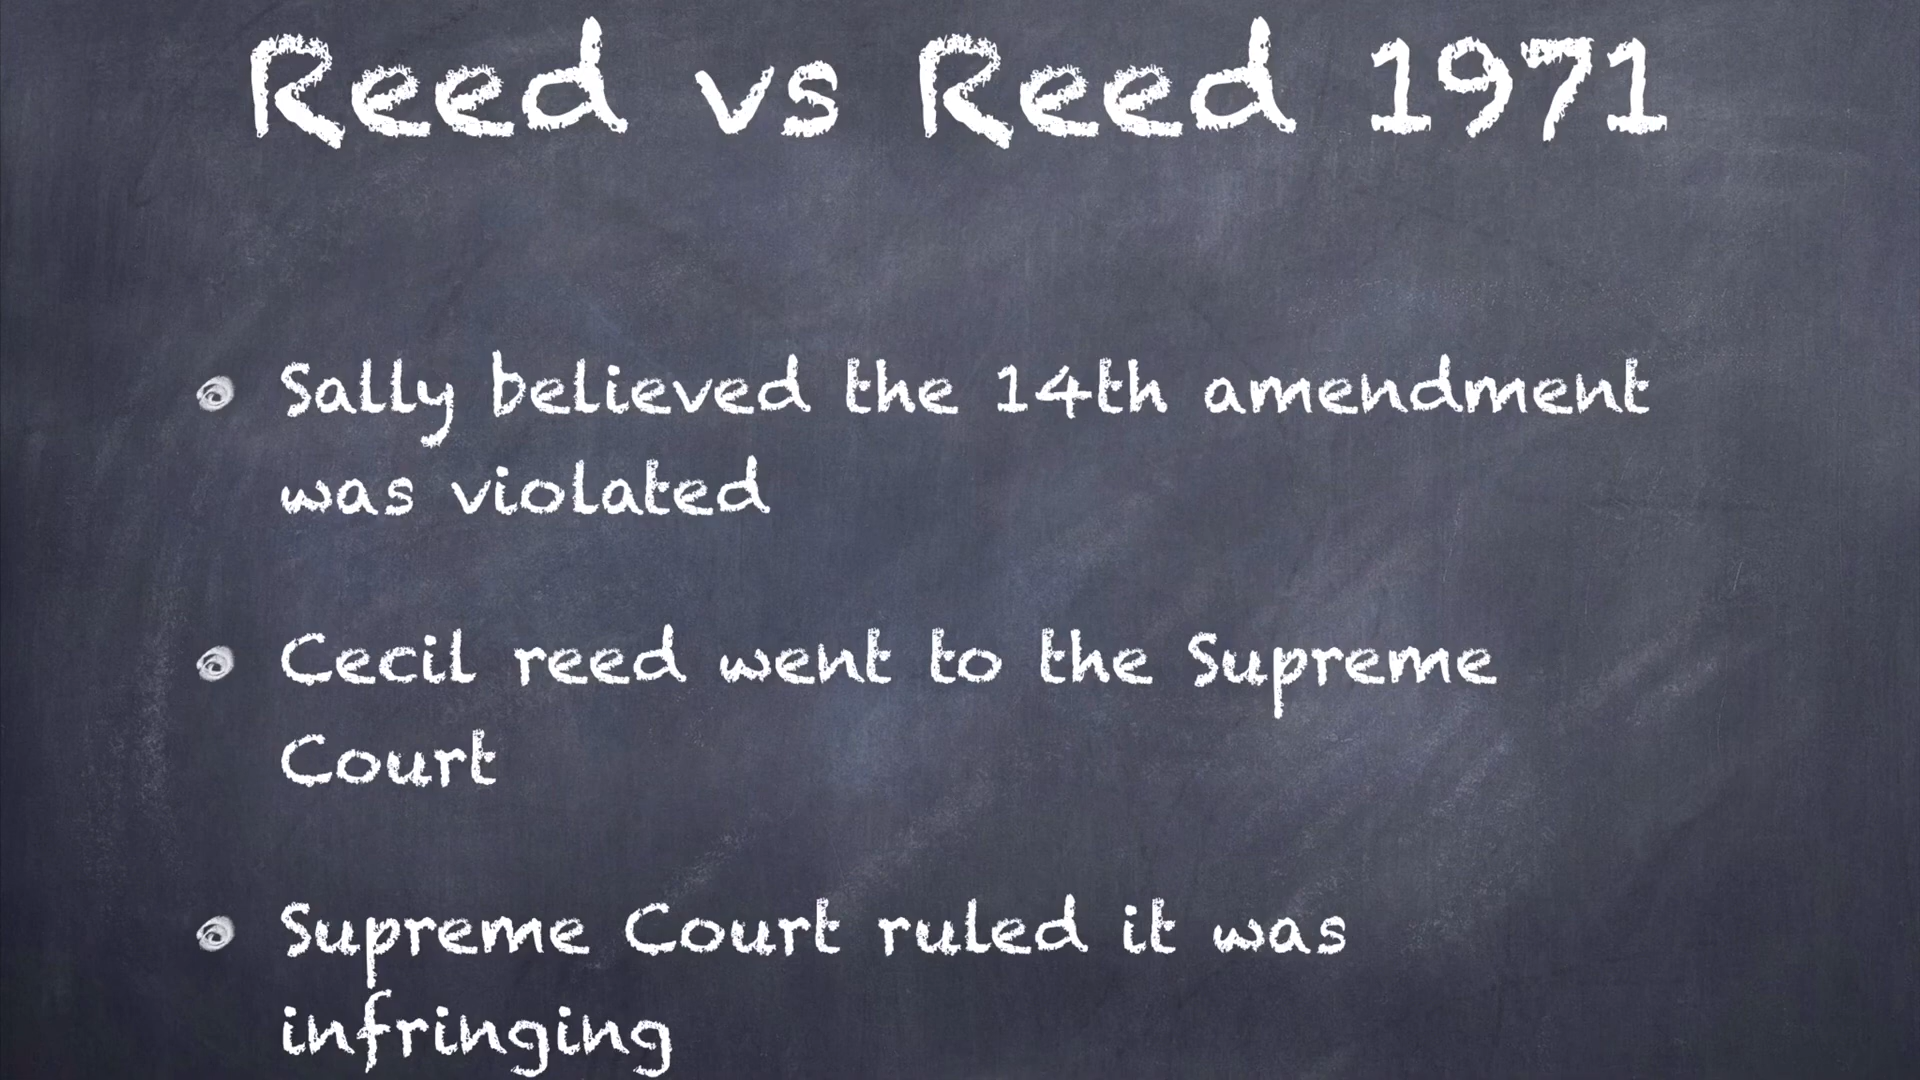 Reed vs Reed 1971
Sally believed the 14th amendment
was violated
Cecil reed went to the Supreme
Court
Supreme Court ruled it was
infringing